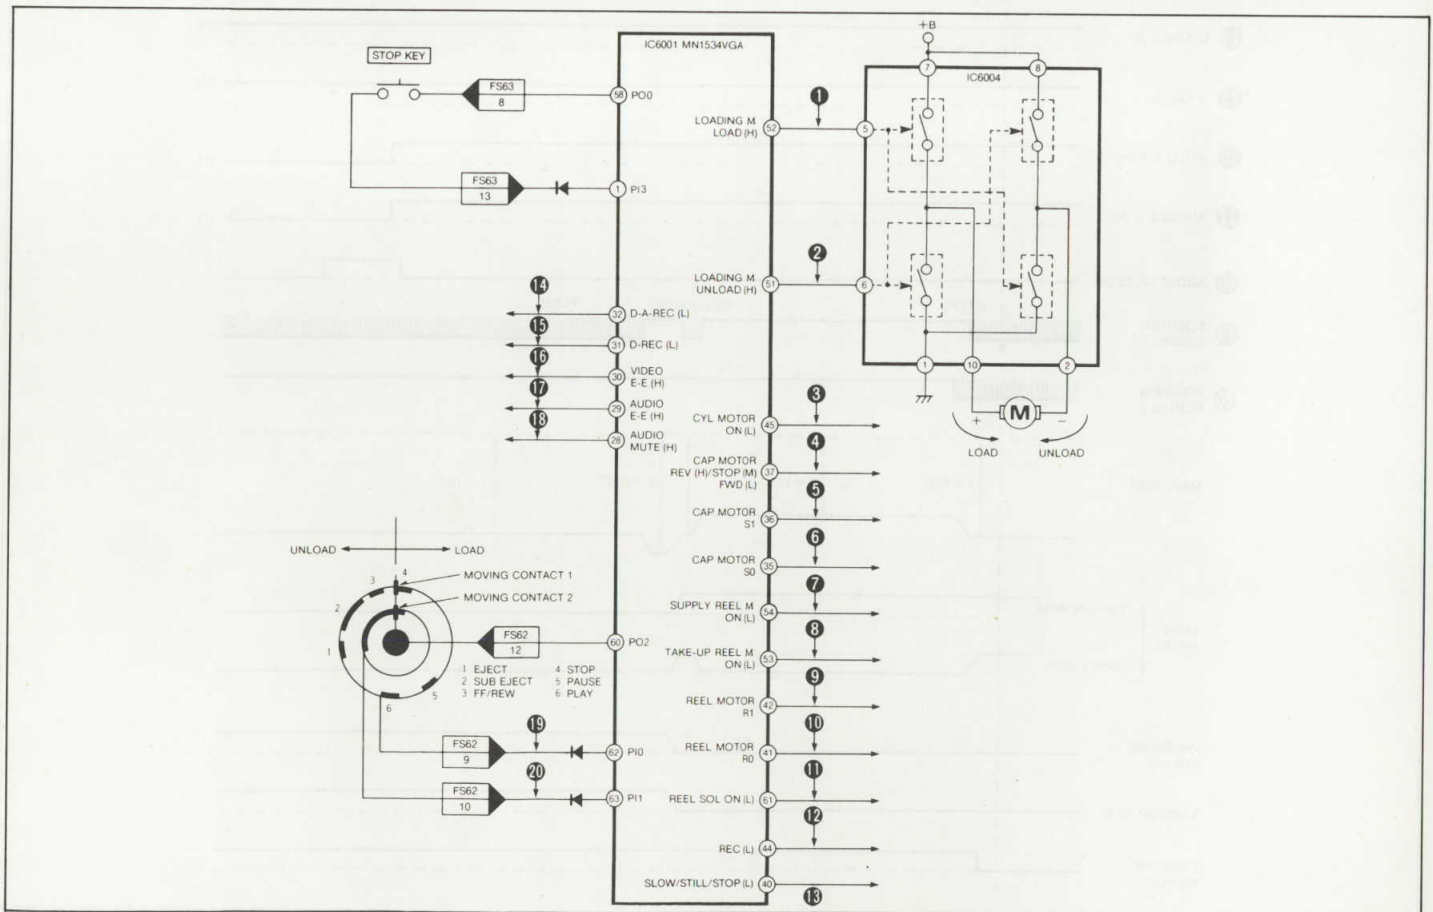 STOP KEY
FS63
8
FS63
13
IC6001 MN1534VGA
58 PO0
1 PI3
LOADING M
LOAD (H)
52
LOADING M
UNLOAD (H)
51
1
2
+B
7
8
IC6004
5
6
1
10
2
+
M
−
LOAD
UNLOAD
14
32 D-A-REC (L)
15
31 D-REC (L)
16
30 VIDEO
E-E (H)
17
29 AUDIO
E-E (H)
18
28 AUDIO
MUTE (H)
3
CYL MOTOR
ON (L)
45
4
CAP MOTOR
REV (H)/STOP (M)
FWD (L)
37
5
CAP MOTOR
S1
36
6
CAP MOTOR
S0
35
7
SUPPLY REEL M
ON (L)
54
8
TAKE-UP REEL M
ON (L)
53
9
REEL MOTOR
R1
42
10
REEL MOTOR
R0
41
11
REEL SOL ON (L) 61
12
REC (L) 44
SLOW/STILL/STOP (L) 40
13
UNLOAD
LOAD
MOVING CONTACT 1
MOVING CONTACT 2
1
2
3
4
5
6
FS62
12
60 PO2
1 EJECT
2 SUB EJECT
3 FF/REW
4 STOP
5 PAUSE
6 PLAY
FS62
9
19
62 PI0
FS62
10
20
63 PI1